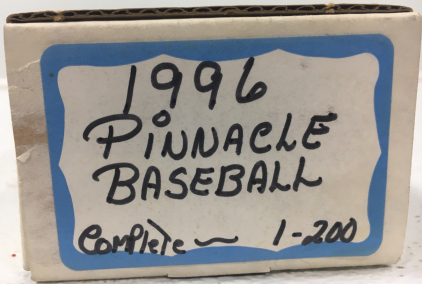 1996
PiNNACLE
BASEBALL
Complete ~ 1-200